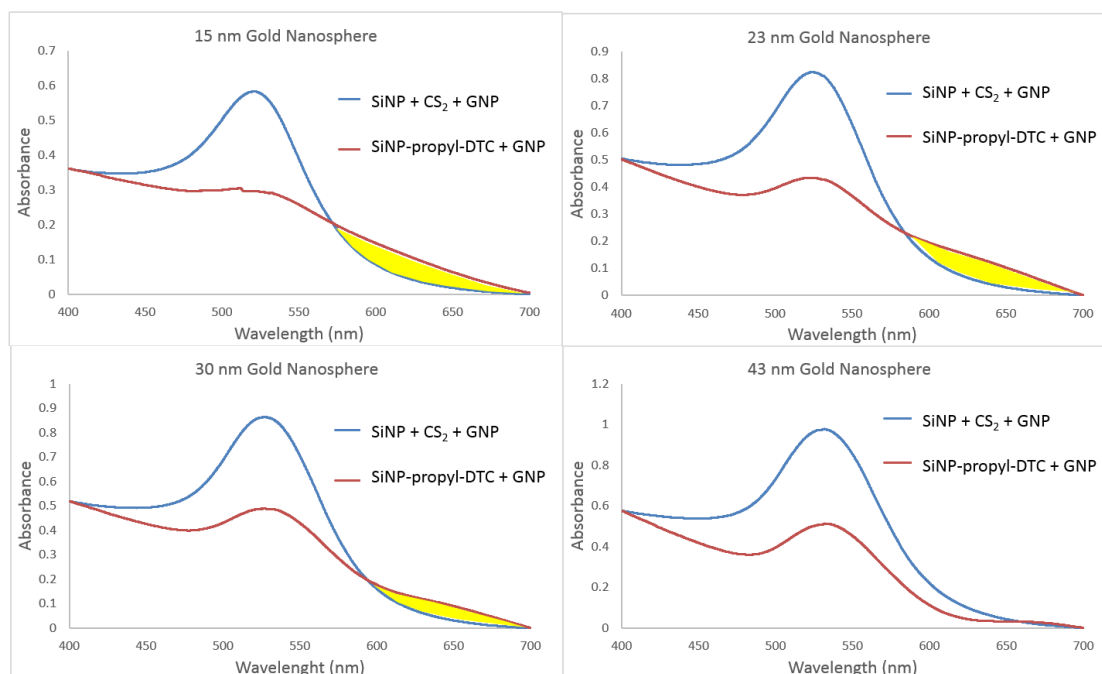 15 nm Gold Nanosphere
0.7
0.6
0.5
0.4
0.3
0.2
0.1
0
Absorbance
SiNP + CS₂ + GNP
SiNP-propyl-DTC + GNP
400 450 500 550 600 650 700
Wavelength (nm)
23 nm Gold Nanosphere
0.9
0.8
0.7
0.6
0.5
0.4
0.3
0.2
0.1
0
Absorbance
SiNP + CS₂ + GNP
SiNP-propyl-DTC + GNP
400 450 500 550 600 650 700
Wavelength (nm)
30 nm Gold Nanosphere
1
0.9
0.8
0.7
0.6
0.5
0.4
0.3
0.2
0.1
0
Absorbance
SiNP + CS₂ + GNP
SiNP-propyl-DTC + GNP
400 450 500 550 600 650 700
Wavelenght (nm)
43 nm Gold Nanosphere
1.2
1
0.8
0.6
0.4
0.2
0
Absorbance
SiNP + CS₂ + GNP
SiNP-propyl-DTC + GNP
400 450 500 550 600 650 700
Wavelength (nm)